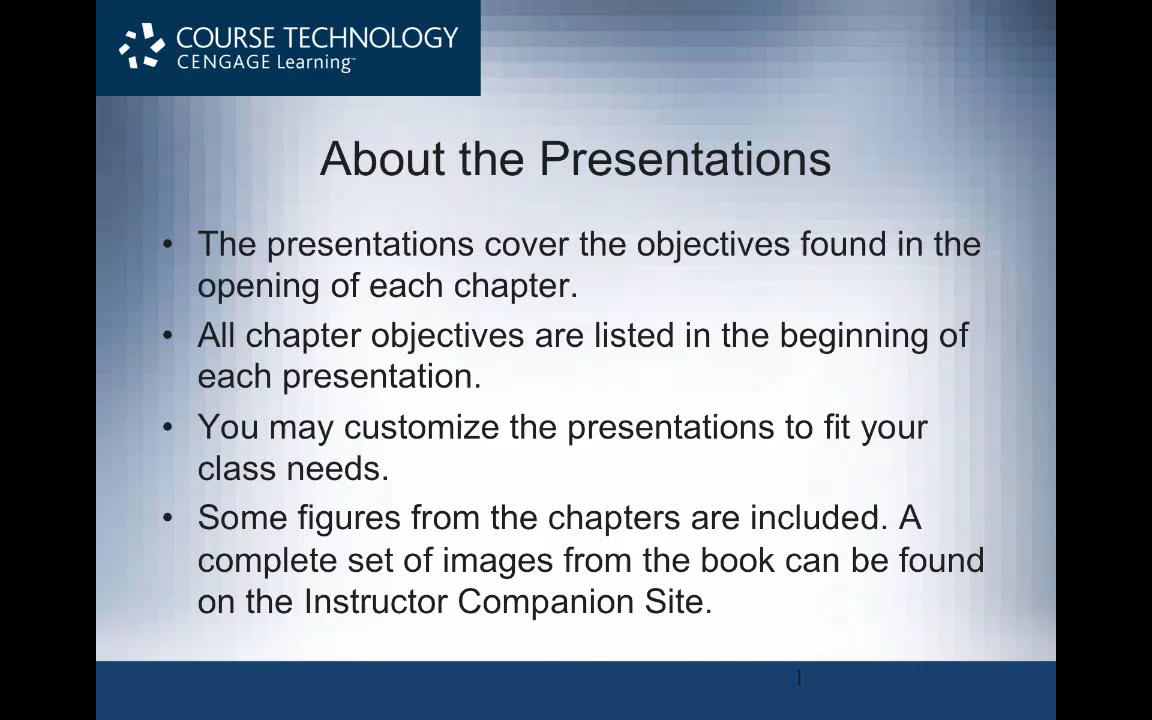 COURSE TECHNOLOGY
CENGAGE Learning™
About the Presentations
• The presentations cover the objectives found in the
opening of each chapter.
• All chapter objectives are listed in the beginning of
each presentation.
• You may customize the presentations to fit your
class needs.
• Some figures from the chapters are included. A
complete set of images from the book can be found
on the Instructor Companion Site.